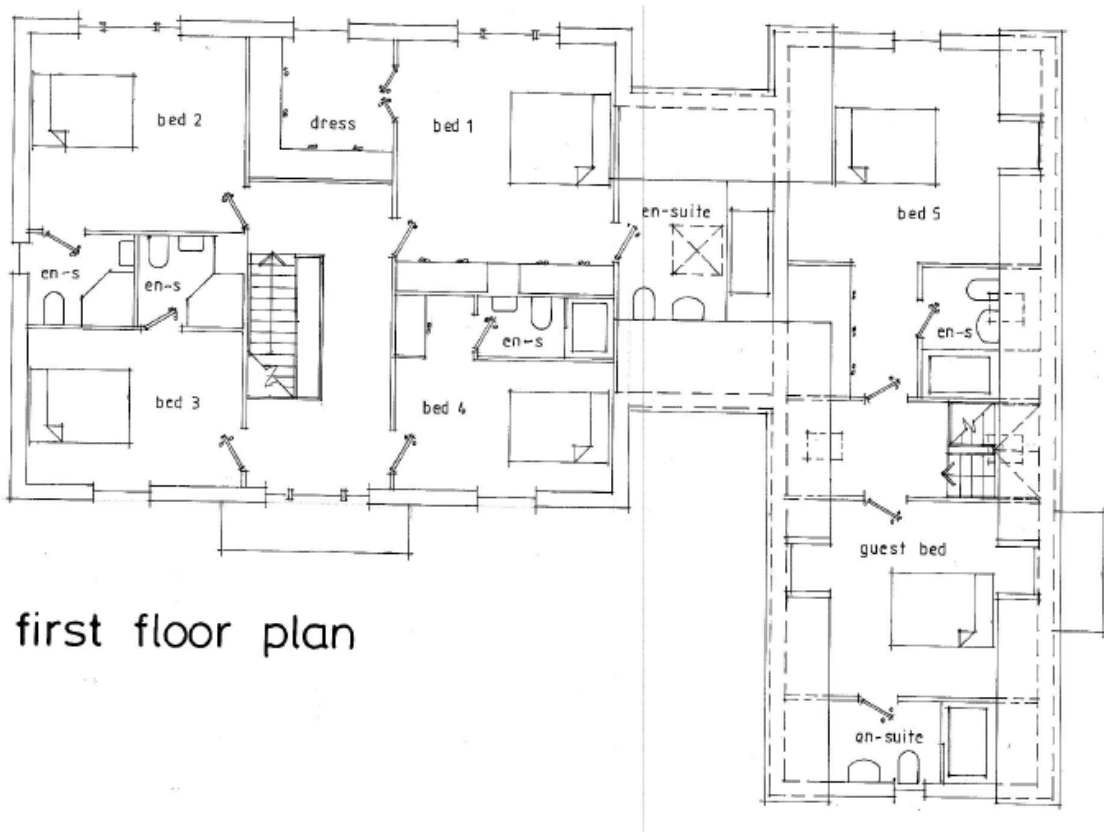 bed 2
dress
bed 1
bed 5
en-suite
en-s
en-s
en-s
en-s
bed 3
bed 4
guest bed
en-suite
first floor plan